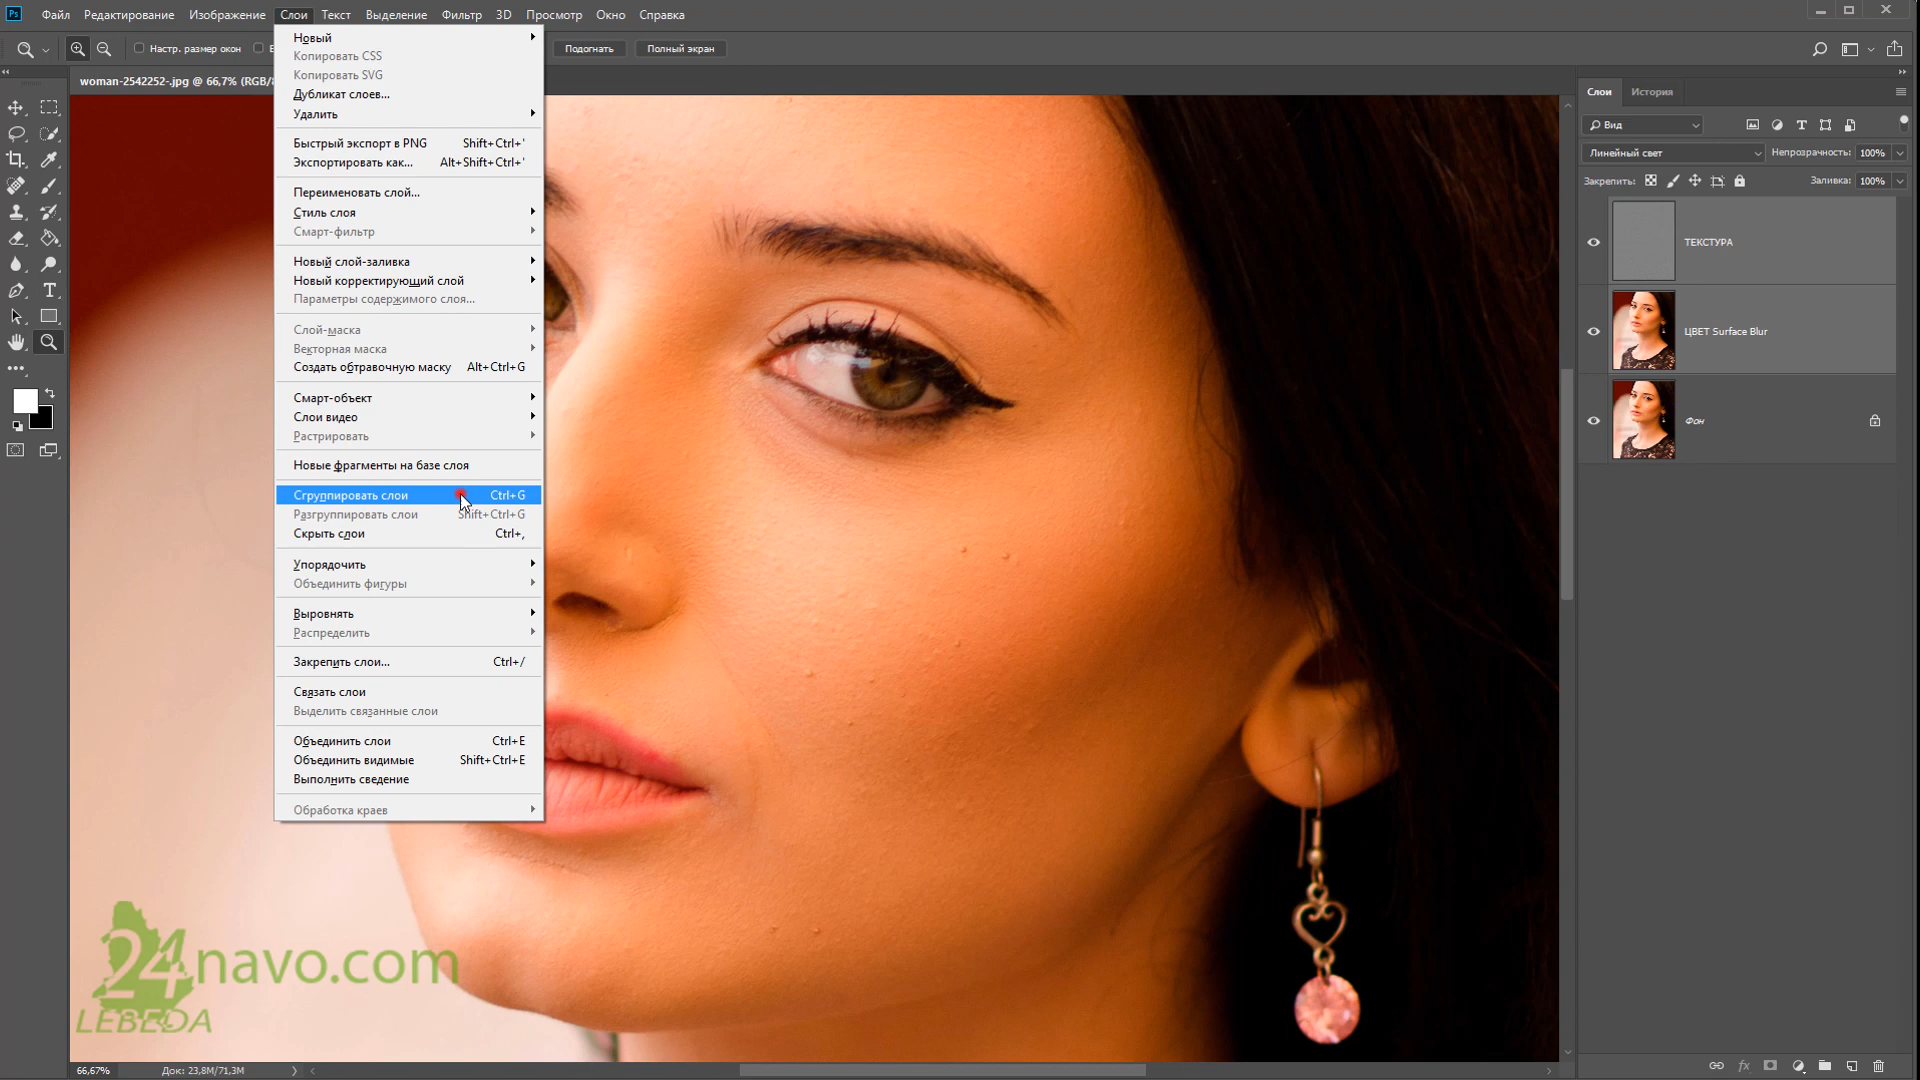 Ps
Файл Редактирование Изображение Слои Текст Выделение Фильтр 3D Просмотр Окно Справка
Настр. размер окон
Подогнать
Полный экран
woman-2542252-.jpg @ 66,7% (RGB/
Новый
Копировать CSS
Копировать SVG
Дубликат слоев...
Удалить
Быстрый экспорт в PNG Shift+Ctrl+'
Экспортировать как... Alt+Shift+Ctrl+'
Переименовать слой...
Стиль слоя
Смарт-фильтр
Новый слой-заливка
Новый корректирующий слой
Параметры содержимого слоя...
Слой-маска
Векторная маска
Создать обтравочную маску Alt+Ctrl+G
Смарт-объект
Слои видео
Растрировать
Новые фрагменты на базе слоя
Сгруппировать слои Ctrl+G
Разгруппировать слои Shift+Ctrl+G
Скрыть слои Ctrl+,
Упорядочить
Объединить фигуры
Выровнять
Распределить
Закрепить слои... Ctrl+/
Связать слои
Выделить связанные слои
Объединить слои Ctrl+E
Объединить видимые Shift+Ctrl+E
Выполнить сведение
Обработка краев
Слои История
Вид
Линейный свет Непрозрачность: 100%
Закрепить: Заливка: 100%
ТЕКСТУРА
ЦВЕТ Surface Blur
Фон
fx
24navo.com
LEBEDA
66,67% Док: 23,8M/71,3M